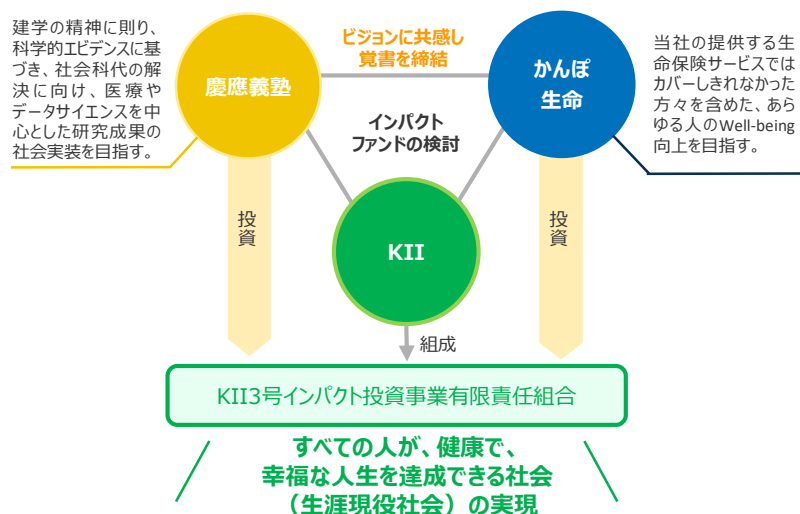 建学の精神に則り、
科学的エビデンスに基
づき、社会科代の解
決に向け、医療や
データサイエンスを中
心とした研究成果の
社会実装を目指す。
慶應義塾
ビジョンに共感し
覚書を締結
かんぽ
生命
当社の提供する生
命保険サービスでは
カバーしきれなかった
方々を含めた、あら
ゆる人のWell-being
向上を目指す。
インパクト
ファンドの検討
投資
KII
投資
組成
KII3号インパクト投資事業有限責任組合
すべての人が、健康で、
幸福な人生を達成できる社会
（生涯現役社会）の実現